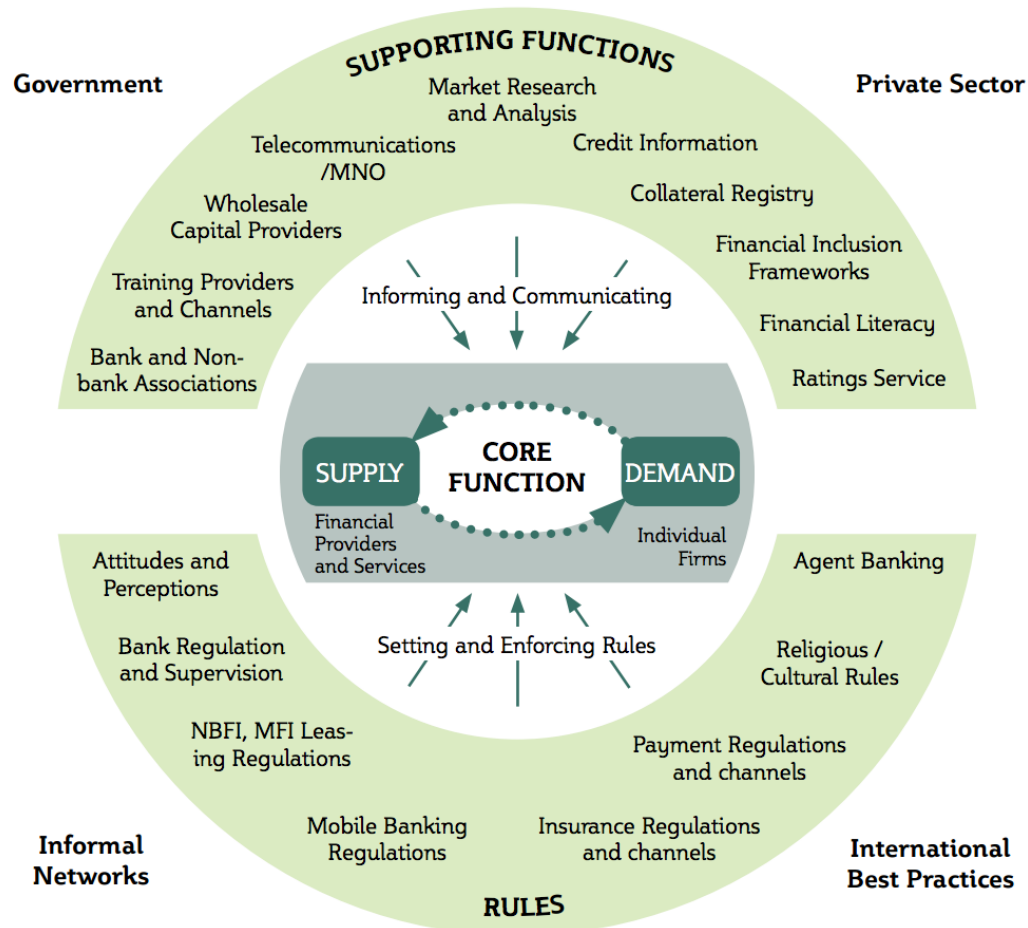 SUPPORTING FUNCTIONS
Government
Private Sector
Market Research
and Analysis
Telecommunications
/MNO
Credit Information
Wholesale
Capital Providers
Collateral Registry
Training Providers
and Channels
Financial Inclusion
Frameworks
Bank and Non-
bank Associations
Financial Literacy
Ratings Service
Informing and Communicating
CORE
FUNCTION
SUPPLY
DEMAND
Financial
Providers
and Services
Individual
Firms
Setting and Enforcing Rules
Attitudes and
Perceptions
Agent Banking
Bank Regulation
and Supervision
Religious /
Cultural Rules
NBFI, MFI Leas-
ing Regulations
Payment Regulations
and channels
Mobile Banking
Regulations
Insurance Regulations
and channels
Informal
Networks
International
Best Practices
RULES